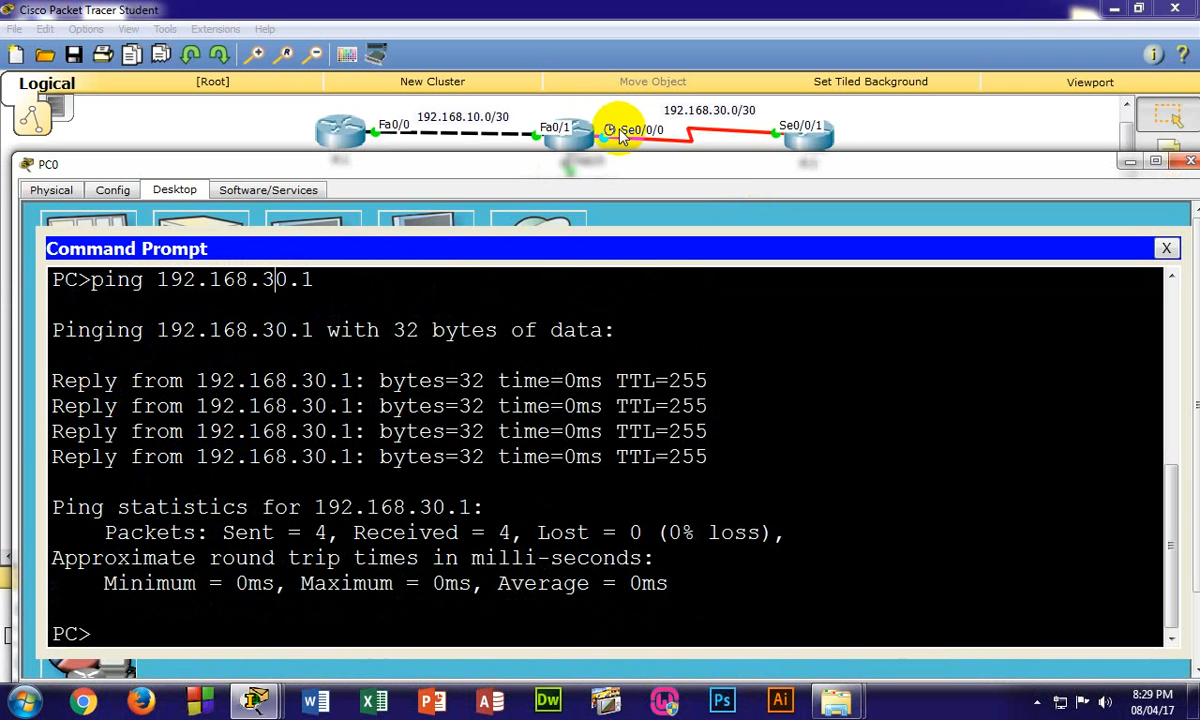 Cisco Packet Tracer Student
File Edit Options View Tools Extensions Help
Logical [Root] New Cluster Move Object Set Tiled Background Viewport
Fa0/0 192.168.10.0/30 Fa0/1 Se0/0/0 192.168.30.0/30 Se0/0/1
PC0
Physical Config Desktop Software/Services
Command Prompt X
PC>ping 192.168.30.1
Pinging 192.168.30.1 with 32 bytes of data:
Reply from 192.168.30.1: bytes=32 time=0ms TTL=255
Reply from 192.168.30.1: bytes=32 time=0ms TTL=255
Reply from 192.168.30.1: bytes=32 time=0ms TTL=255
Reply from 192.168.30.1: bytes=32 time=0ms TTL=255
Ping statistics for 192.168.30.1:
Packets: Sent = 4, Received = 4, Lost = 0 (0% loss),
Approximate round trip times in milli-seconds:
Minimum = 0ms, Maximum = 0ms, Average = 0ms
PC>
Dw Ps Ai
8:29 PM
08/04/17